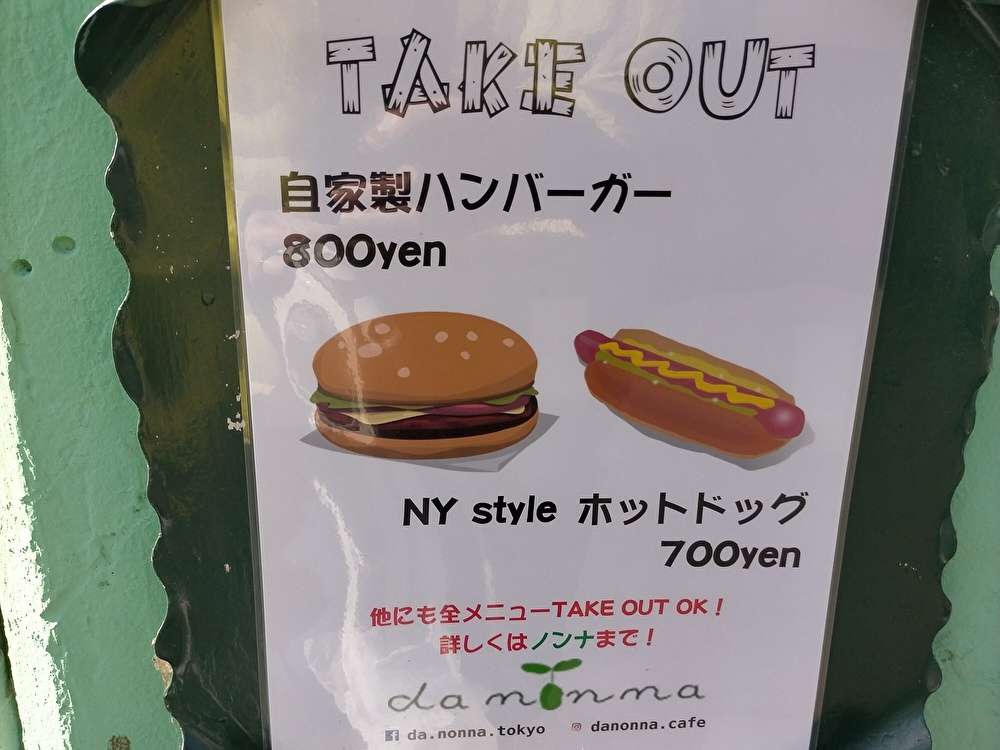 TAKE OUT
自家製ハンバーガー
800yen
NY style ホットドッグ
700yen
他にも全メニューTAKE OUT OK！
詳しくはノンナまで！
da nonna
da.nonna.tokyo danonna.cafe